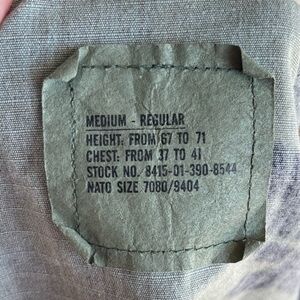 MEDIUM - REGULAR
HEIGHT: FROM 67 TO 71
CHEST: FROM 37 TO 41
STOCK NO. 8415-01-390-8544
NATO SIZE 7080/9404